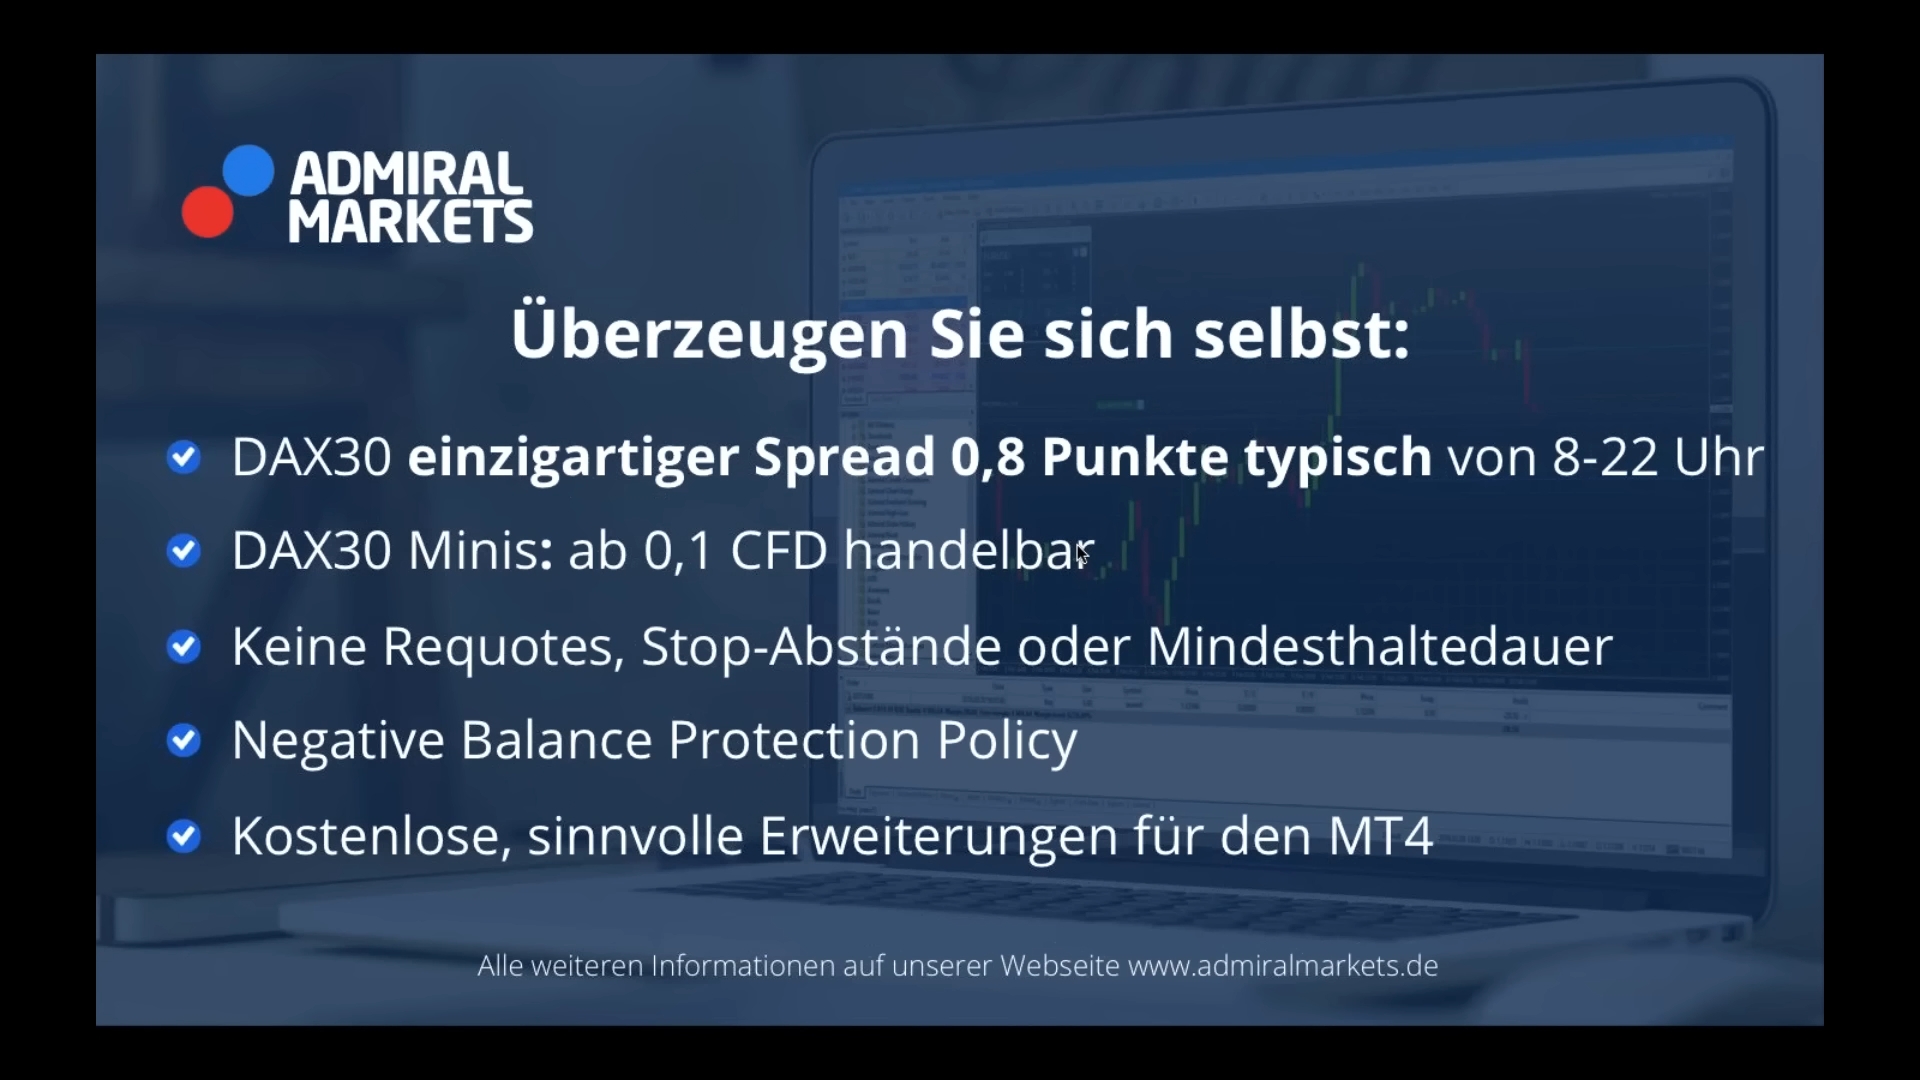 ADMIRAL
MARKETS
Überzeugen Sie sich selbst:
DAX30 einzigartiger Spread 0,8 Punkte typisch von 8-22 Uhr
DAX30 Minis: ab 0,1 CFD handelbar
Keine Requotes, Stop-Abstände oder Mindesthaltedauer
Negative Balance Protection Policy
Kostenlose, sinnvolle Erweiterungen für den MT4
Alle weiteren Informationen auf unserer Webseite www.admiralmarkets.de